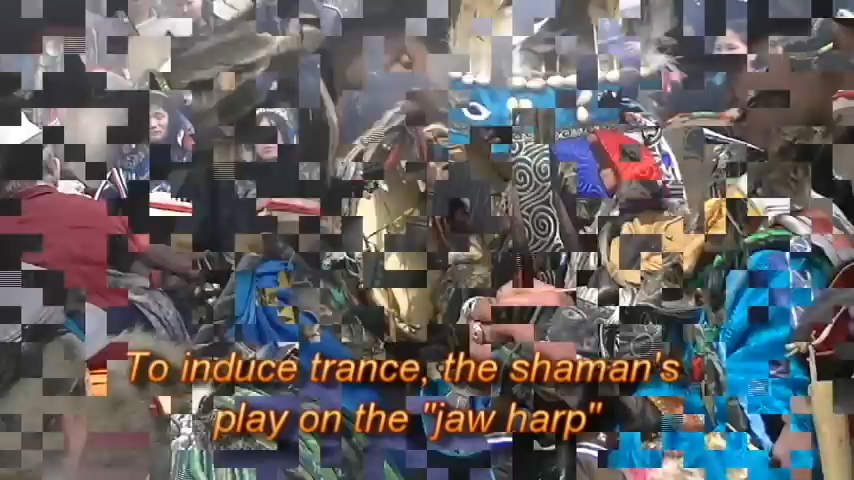 To induce trance, the shaman's
play on the "jaw harp"